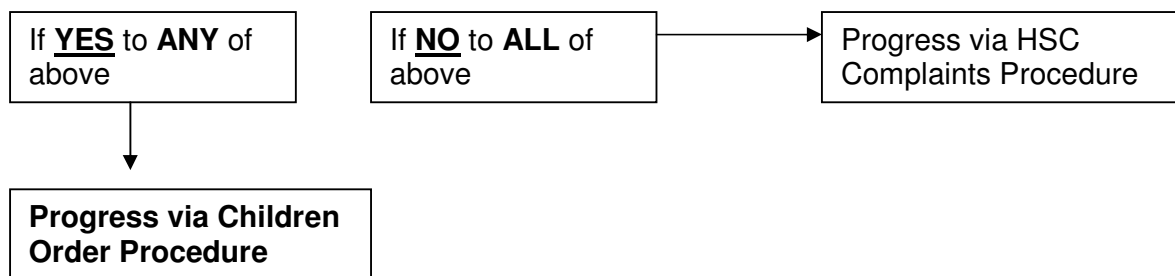 If YES to ANY of
above
If NO to ALL of
above
Progress via HSC
Complaints Procedure
Progress via Children
Order Procedure